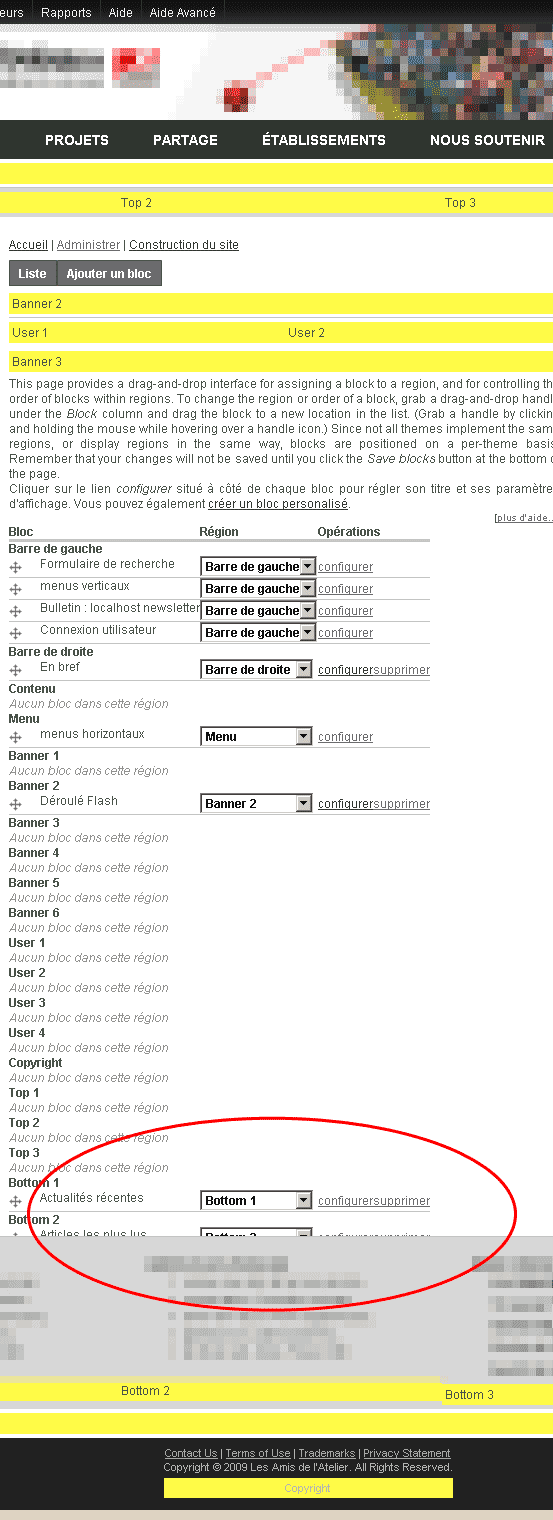 eurs Rapports Aide Aide Avancé
PROJETS PARTAGE ÉTABLISSEMENTS NOUS SOUTENIR
Top 2 Top 3
Accueil | Administrer | Construction du site
Liste Ajouter un bloc
Banner 2
User 1 User 2
Banner 3
This page provides a drag-and-drop interface for assigning a block to a region, and for controlling th
order of blocks within regions. To change the region or order of a block, grab a drag-and-drop handl
under the Block column and drag the block to a new location in the list. (Grab a handle by clickin
and holding the mouse while hovering over a handle icon.) Since not all themes implement the sam
regions, or display regions in the same way, blocks are positioned on a per-theme basis
Remember that your changes will not be saved until you click the Save blocks button at the bottom o
the page.
Cliquer sur le lien configurer situé à côté de chaque bloc pour régler son titre et ses paramètre
d'affichage. Vous pouvez également créer un bloc personalisé.
[plus d'aide..
Bloc Région Opérations
Barre de gauche
Formulaire de recherche Barre de gauche configurer
menus verticaux Barre de gauche configurer
Bulletin : localhost newsletter Barre de gauche configurer
Connexion utilisateur Barre de gauche configurer
Barre de droite
En bref Barre de droite configurer supprimer
Contenu
Aucun bloc dans cette région
Menu
menus horizontaux Menu configurer
Banner 1
Aucun bloc dans cette région
Banner 2
Déroulé Flash Banner 2 configurer supprimer
Banner 3
Aucun bloc dans cette région
Banner 4
Aucun bloc dans cette région
Banner 5
Aucun bloc dans cette région
Banner 6
Aucun bloc dans cette région
User 1
Aucun bloc dans cette région
User 2
Aucun bloc dans cette région
User 3
Aucun bloc dans cette région
User 4
Aucun bloc dans cette région
Copyright
Aucun bloc dans cette région
Top 1
Aucun bloc dans cette région
Top 2
Aucun bloc dans cette région
Top 3
Aucun bloc dans cette région
Bottom 1
Actualités récentes Bottom 1 configurer supprimer
Bottom 2
Articles les plus lus Bottom 2 configurer supprimer
Bottom 2 Bottom 3
Contact Us | Terms of Use | Trademarks | Privacy Statement
Copyright © 2009 Les Amis de l'Atelier. All Rights Reserved.
Copyright